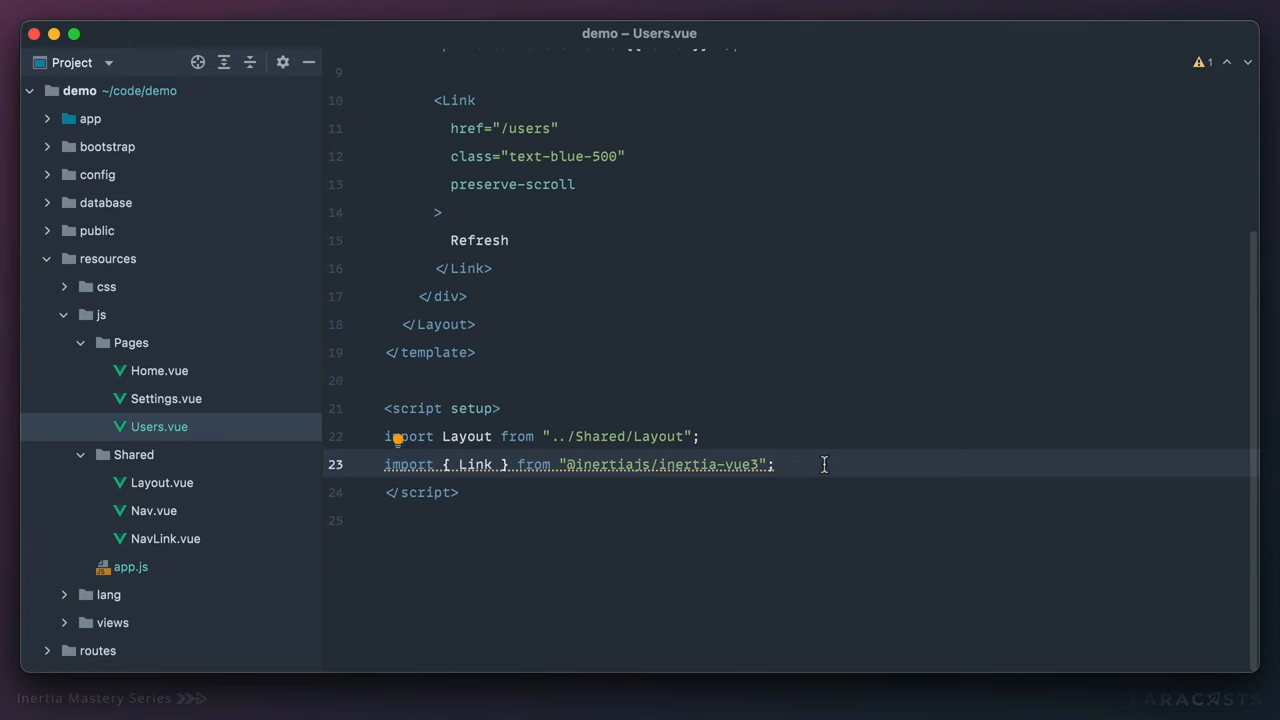 demo – Users.vue
Project
demo ~/code/demo
app
bootstrap
config
database
public
resources
css
js
Pages
Home.vue
Settings.vue
Users.vue
Shared
Layout.vue
Nav.vue
NavLink.vue
JS app.js
lang
views
routes
1
9
10 <Link
11 href="/users"
12 class="text-blue-500"
13 preserve-scroll
14 >
15 Refresh
16 </Link>
17 </div>
18 </Layout>
19 </template>
20
21 <script setup>
22 import Layout from "../Shared/Layout";
23 import { Link } from "@inertiajs/inertia-vue3";
24 </script>
25
Inertia Mastery Series
LARACASTS